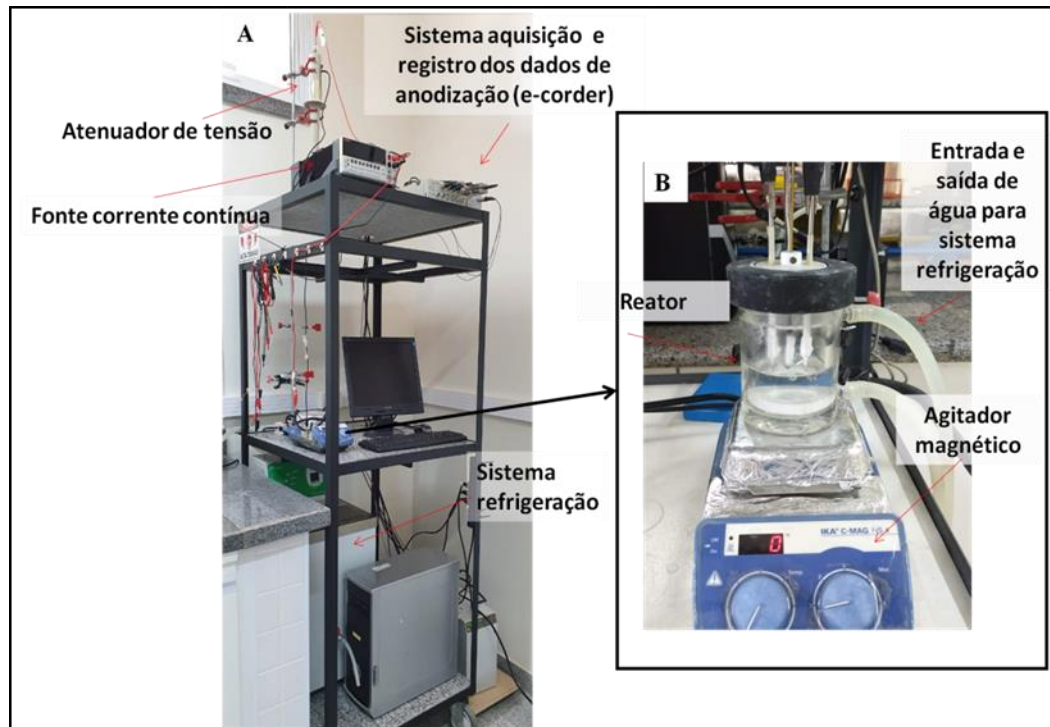 A
Sistema aquisição e
registro dos dados de
anodização (e-corder)
Atenuador de tensão
Fonte corrente contínua
Sistema
refrigeração
B
Entrada e
saída de
água para
sistema
refrigeração
Reator
Agitador
magnético
IKA® C-MAG